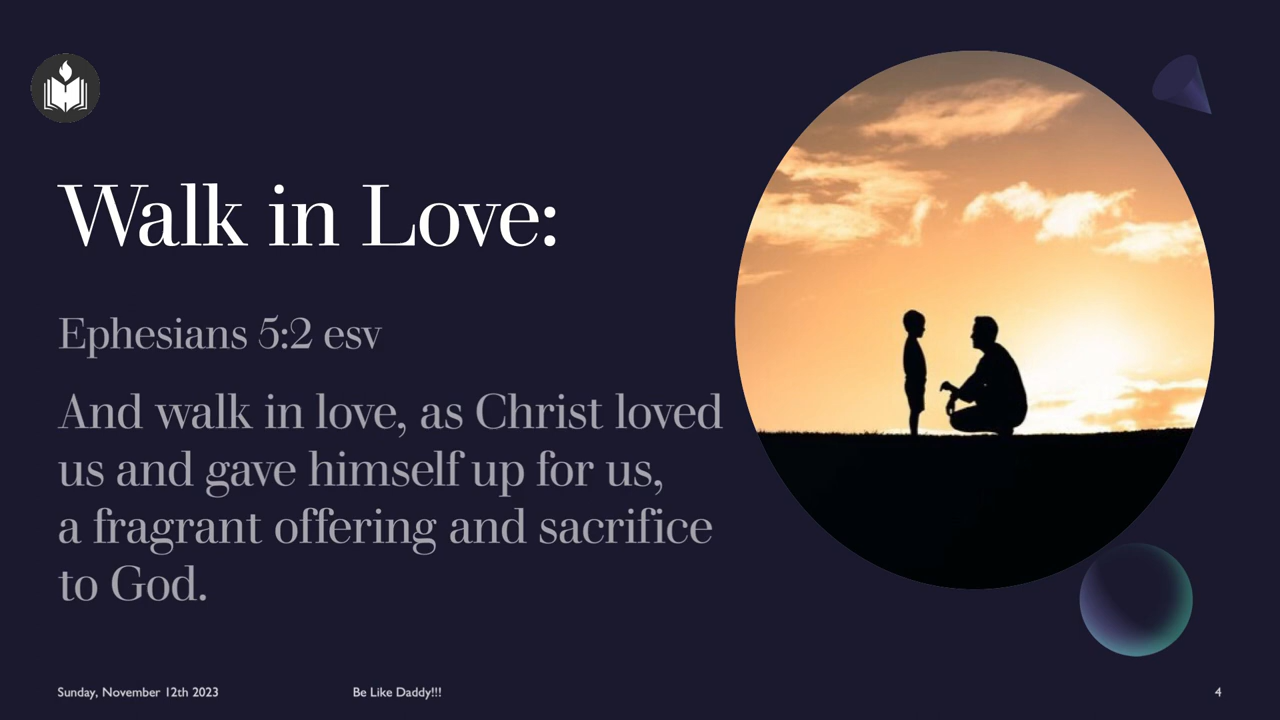 Walk in Love:
Ephesians 5:2 esv
And walk in love, as Christ loved
us and gave himself up for us,
a fragrant offering and sacrifice
to God.
Sunday, November 12th 2023
Be Like Daddy!!!
4